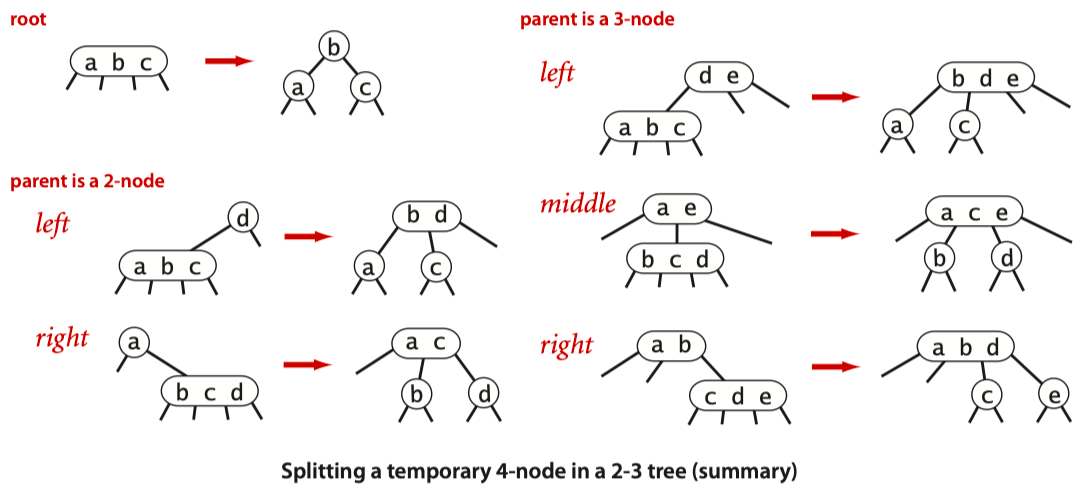 root
a b c
b
a
c
parent is a 2-node
left
d
a b c
b d
a
c
right
a
b c d
a c
b
d
parent is a 3-node
left
d e
a b c
b d e
a
c
middle
a e
b c d
a c e
b
d
right
a b
c d e
a b d
c
e
Splitting a temporary 4-node in a 2-3 tree (summary)